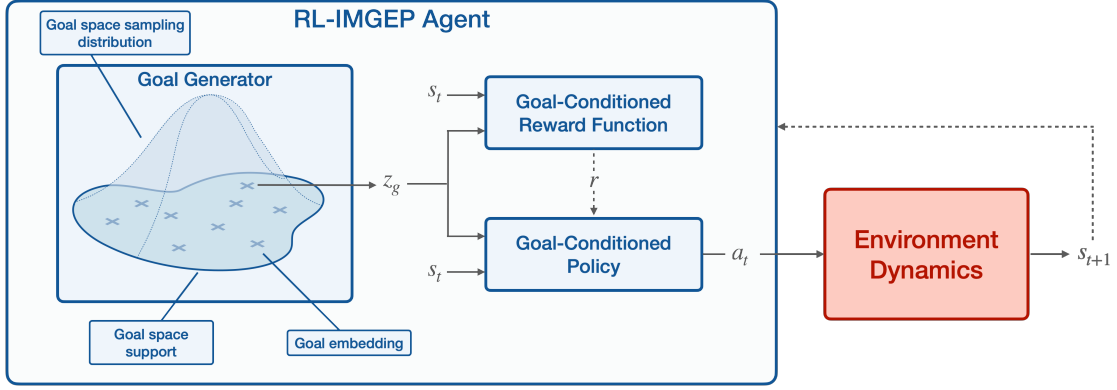 RL-IMGEP Agent
Goal space sampling
distribution
Goal Generator
s_t
Goal-Conditioned
Reward Function
z_g
r
s_t
Goal-Conditioned
Policy
a_t
Environment
Dynamics
s_{t+1}
Goal space
support
Goal embedding